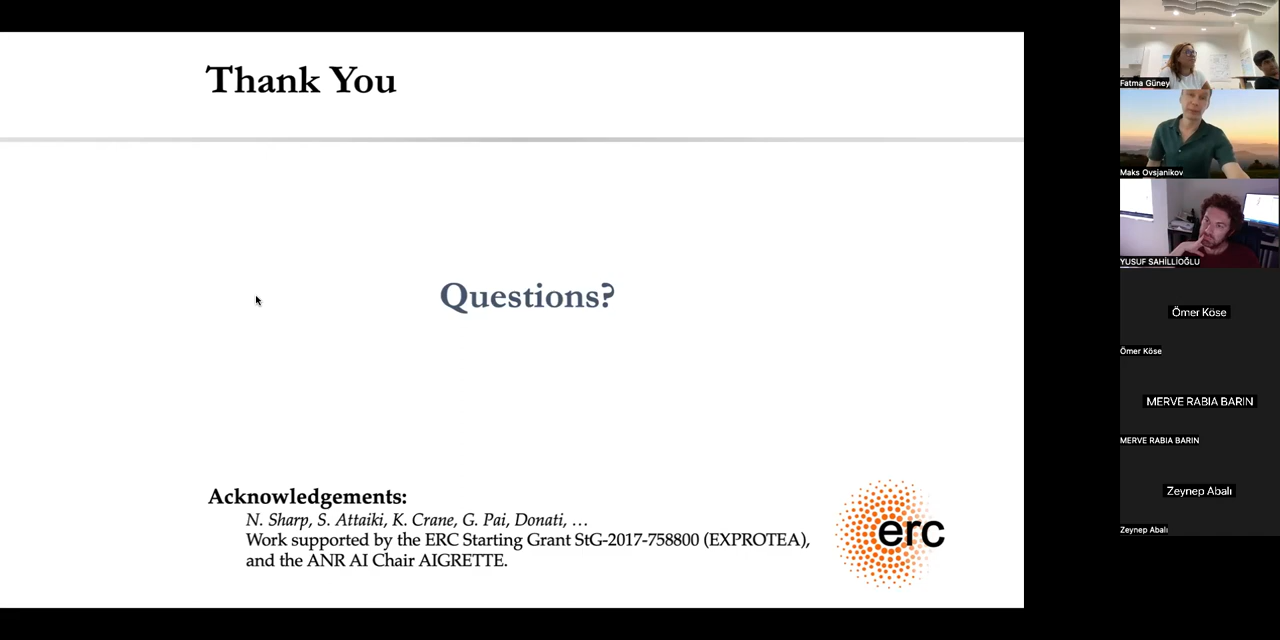 Thank You
Questions?
Acknowledgements:
N. Sharp, S. Attaiki, K. Crane, G. Pai, Donati, …
Work supported by the ERC Starting Grant StG-2017-758800 (EXPROTEA),
and the ANR AI Chair AIGRETTE.
erc
Fatma Güney
Maks Ovsjanikov
YUSUF SAHİLLİOĞLU
Ömer Köse
Ömer Köse
MERVE RABIA BARIN
MERVE RABIA BARIN
Zeynep Abalı
Zeynep Abalı